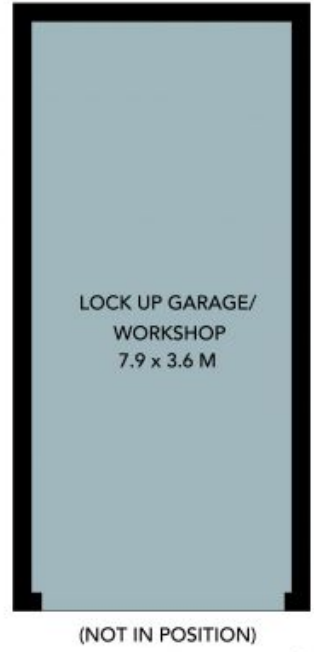 LOCK UP GARAGE/
WORKSHOP
7.9 x 3.6 M
(NOT IN POSITION)